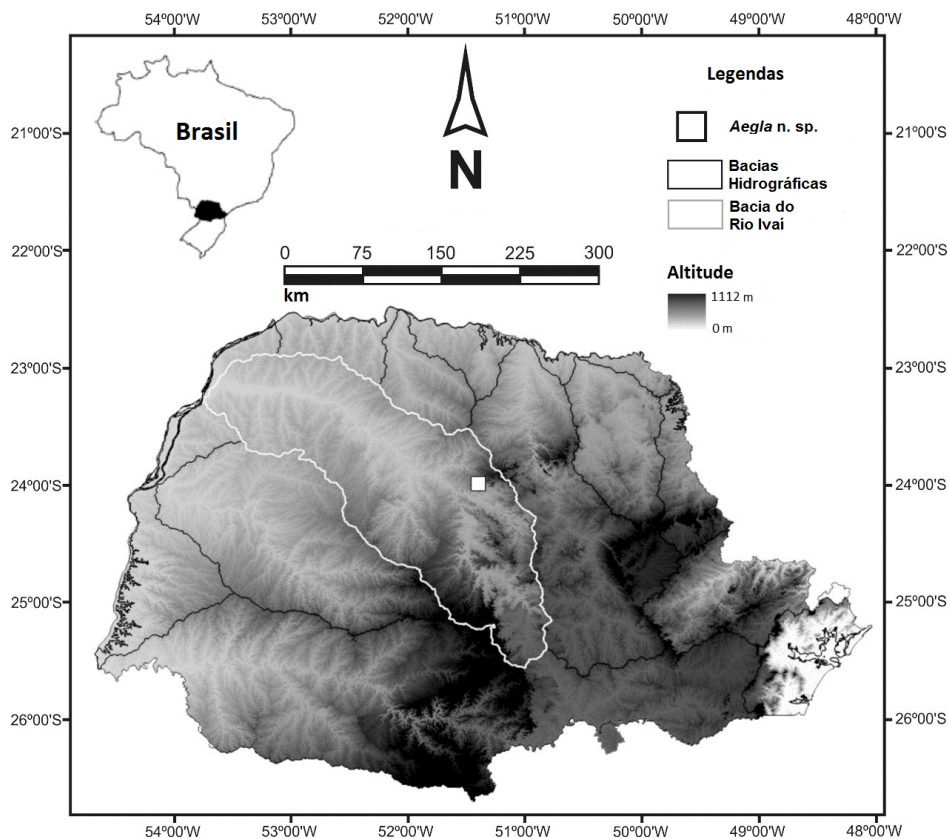 54°00'W 53°00'W 52°00'W 51°00'W 50°00'W 49°00'W 48°00'W
Legendas
Brasil
21°00'S 21°00'S
Aegla n. sp.
N
Bacias
Hidrográficas
Bacia do
Rio Ivaí
22°00'S 22°00'S
0 75 150 225 300
km
Altitude
1112 m
0 m
23°00'S 23°00'S
24°00'S 24°00'S
25°00'S 25°00'S
26°00'S 26°00'S
54°00'W 53°00'W 52°00'W 51°00'W 50°00'W 49°00'W 48°00'W